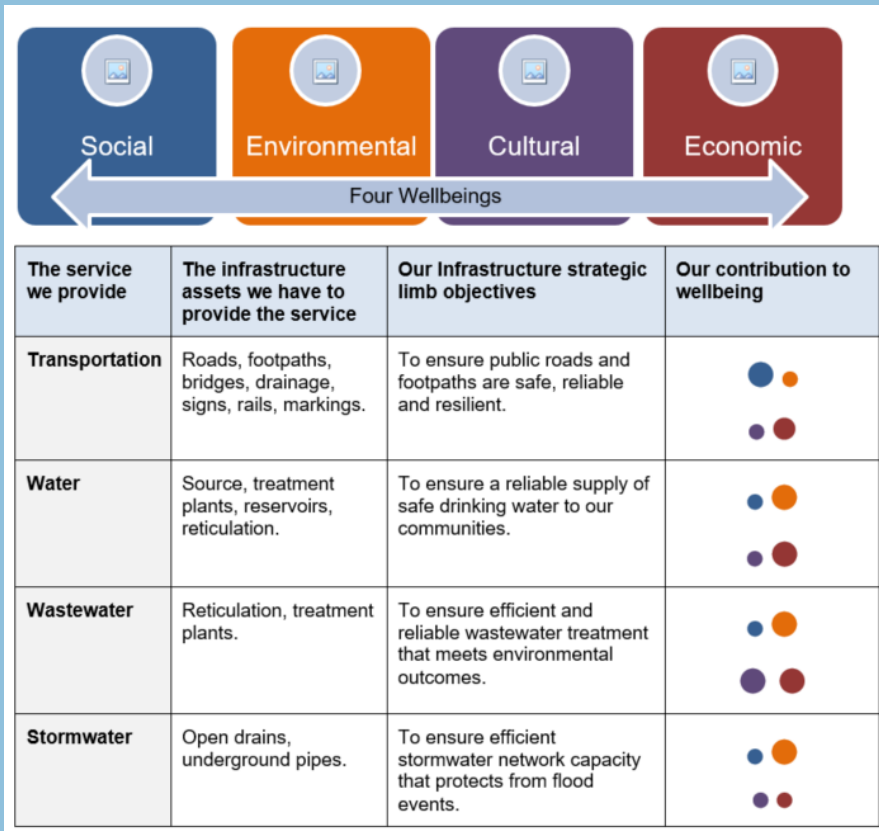 Social
Environmental
Cultural
Economic
Four Wellbeings
The service
we provide
The infrastructure
assets we have to
provide the service
Our Infrastructure strategic
limb objectives
Our contribution to
wellbeing
Transportation
Roads, footpaths,
bridges, drainage,
signs, rails, markings.
To ensure public roads and
footpaths are safe, reliable
and resilient.
Water
Source, treatment
plants, reservoirs,
reticulation.
To ensure a reliable supply of
safe drinking water to our
communities.
Wastewater
Reticulation, treatment
plants.
To ensure efficient and
reliable wastewater treatment
that meets environmental
outcomes.
Stormwater
Open drains,
underground pipes.
To ensure efficient
stormwater network capacity
that protects from flood
events.